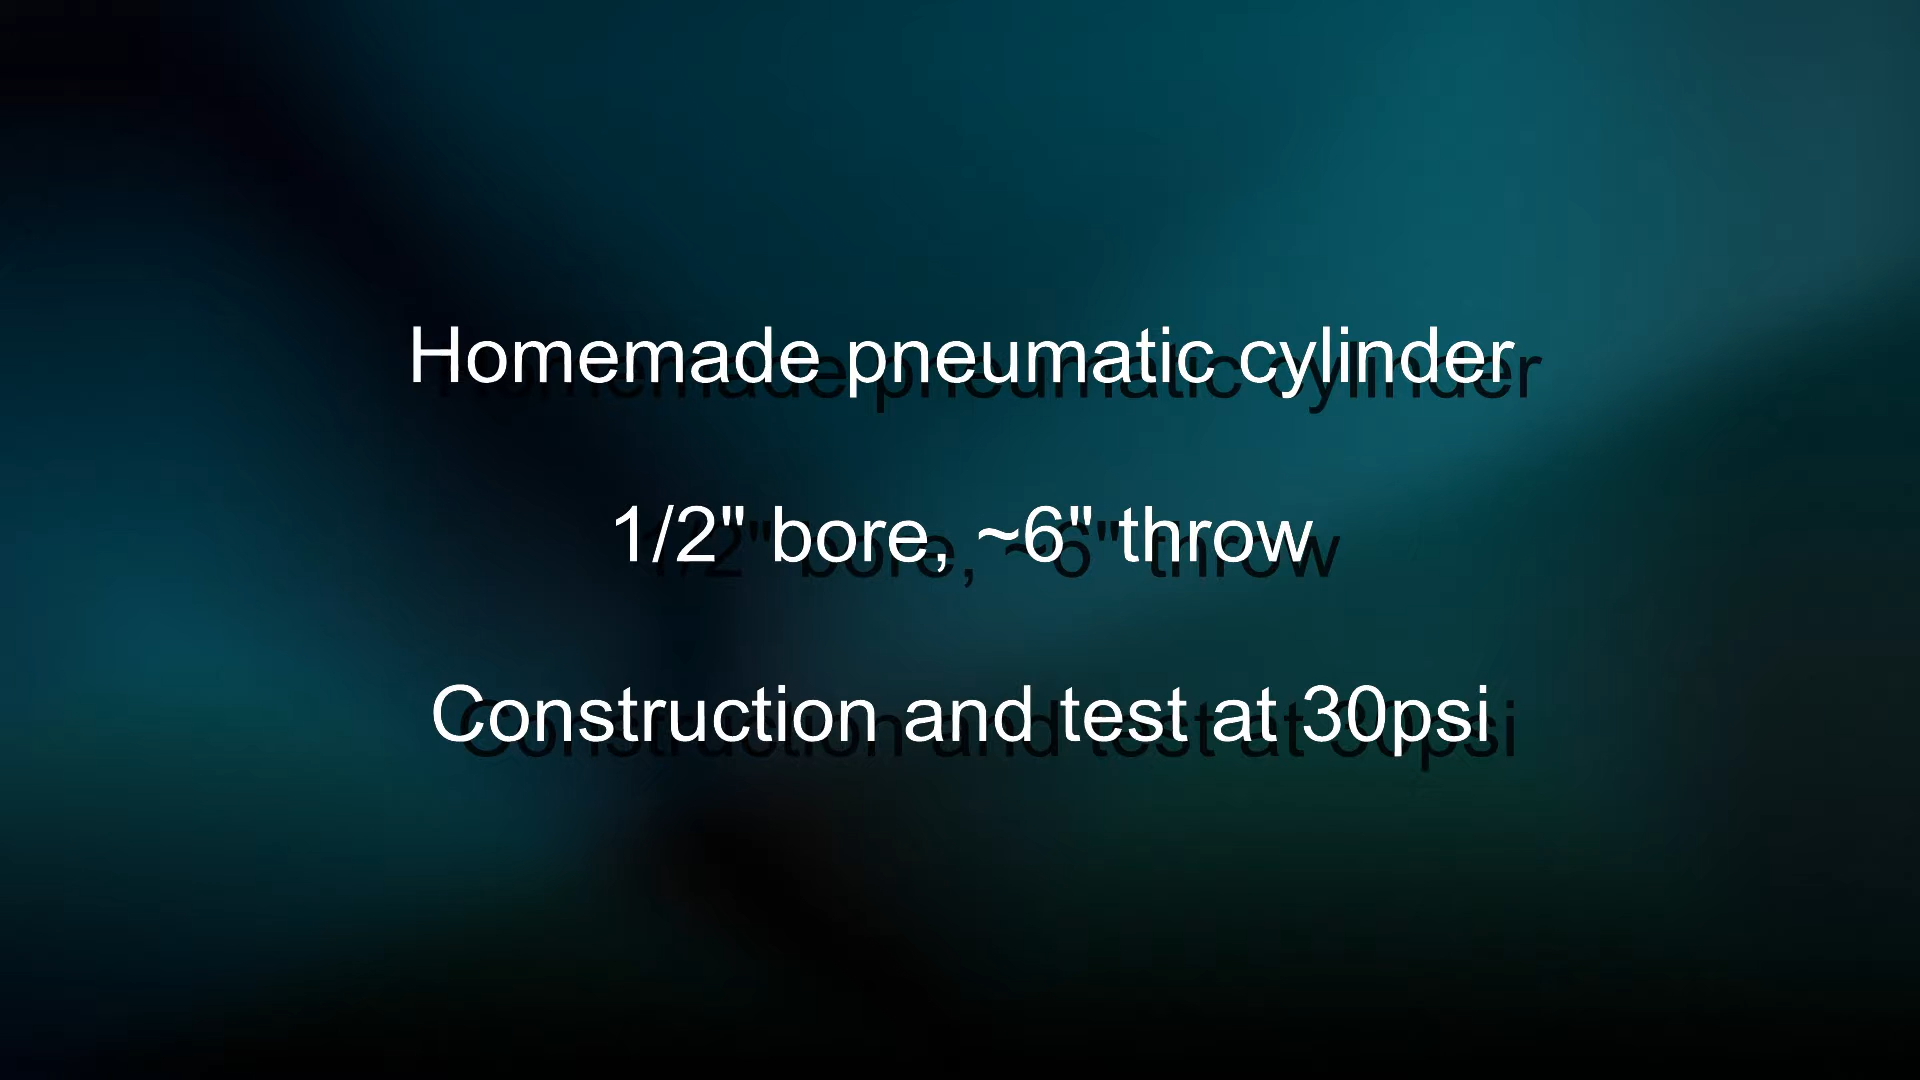 Homemade pneumatic cylinder
1/2" bore, ~6" throw
Construction and test at 30psi